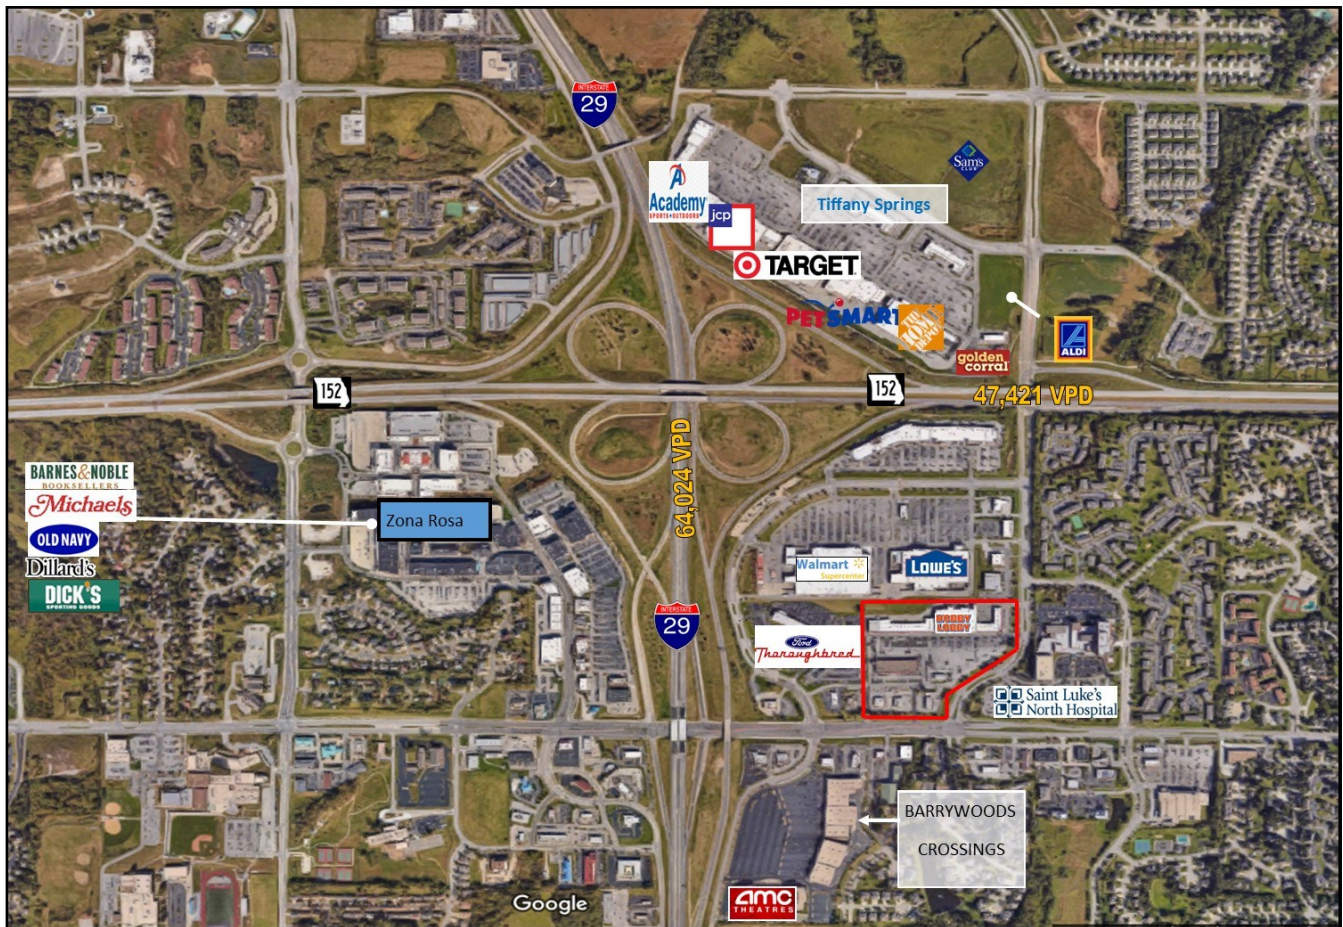 INTERSTATE
29
Sam's
CLUB
A
Academy
SPORTS+OUTDOORS
jcp
Tiffany Springs
TARGET
PETSMART
THE
HOME
DEPOT
golden
corral
ALDI
152
152
47,421 VPD
64,024 VPD
BARNES&NOBLE
BOOKSELLERS
Michaels
OLD NAVY
Dillard's
DICK'S
SPORTING GOODS
Zona Rosa
Walmart
Supercenter
LOWE'S
HOBBY
LOBBY
INTERSTATE
29
Ford
Thoroughbred
Saint Luke's
North Hospital
BARRYWOODS
CROSSINGS
Google
amc
THEATRES